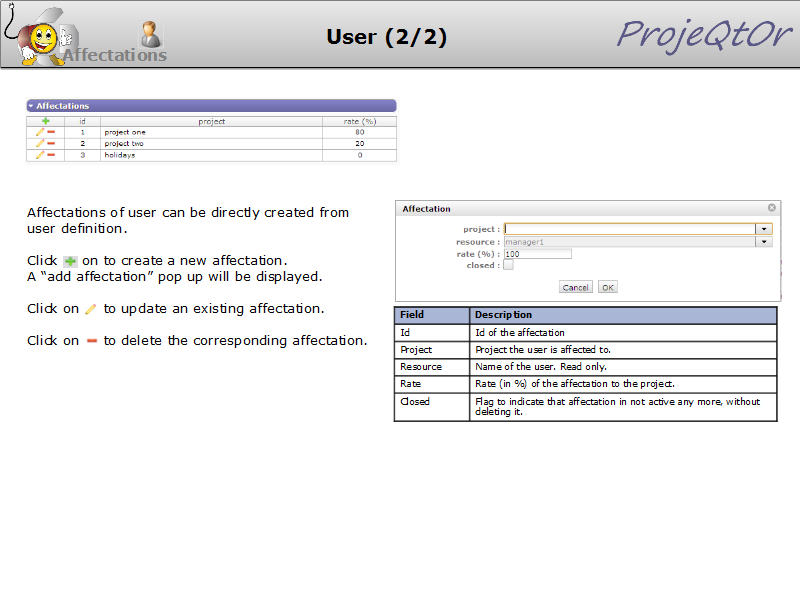 Affectations
User (2/2)
ProjeQtOr
Affectations
id project rate (%)
1 project one 80
2 project two 20
3 holidays 0
Affectations of user can be directly created from
user definition.
Click on to create a new affectation.
A “add affectation” pop up will be displayed.
Click on to update an existing affectation.
Click on to delete the corresponding affectation.
Affectation
project :
resource : manager1
rate (%) : 100
closed :
Cancel OK
Field Description
Id Id of the affectation
Project Project the user is affected to.
Resource Name of the user. Read only.
Rate Rate (in %) of the affectation to the project.
Closed Flag to indicate that affectation in not active any more, without
deleting it.